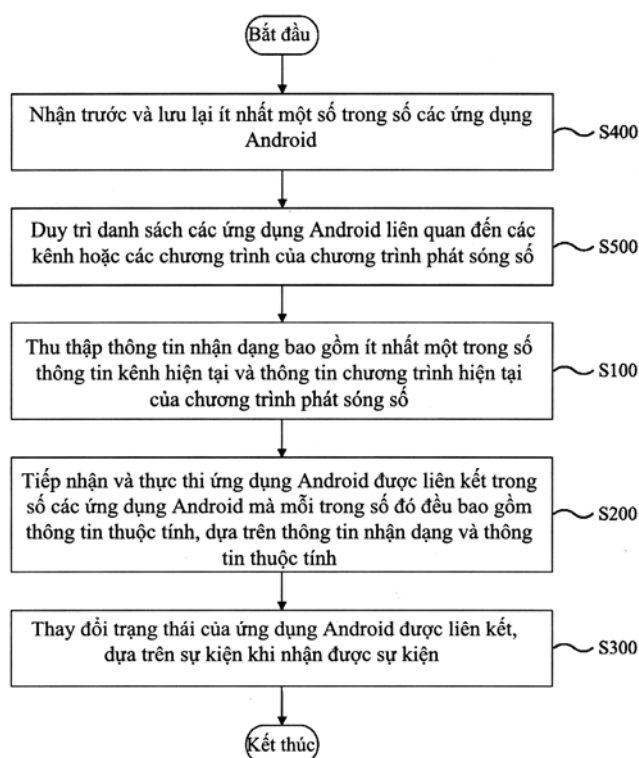 Bắt đầu
Nhận trước và lưu lại ít nhất một số trong số các ứng dụng
Android
S400
Duy trì danh sách các ứng dụng Android liên quan đến các
kênh hoặc các chương trình của chương trình phát sóng số
S500
Thu thập thông tin nhận dạng bao gồm ít nhất một trong số
thông tin kênh hiện tại và thông tin chương trình hiện tại
của chương trình phát sóng số
S100
Tiếp nhận và thực thi ứng dụng Android được liên kết trong
số các ứng dụng Android mà mỗi trong số đó đều bao gồm
thông tin thuộc tính, dựa trên thông tin nhận dạng và thông
tin thuộc tính
S200
Thay đổi trạng thái của ứng dụng Android được liên kết,
dựa trên sự kiện khi nhận được sự kiện
S300
Kết thúc